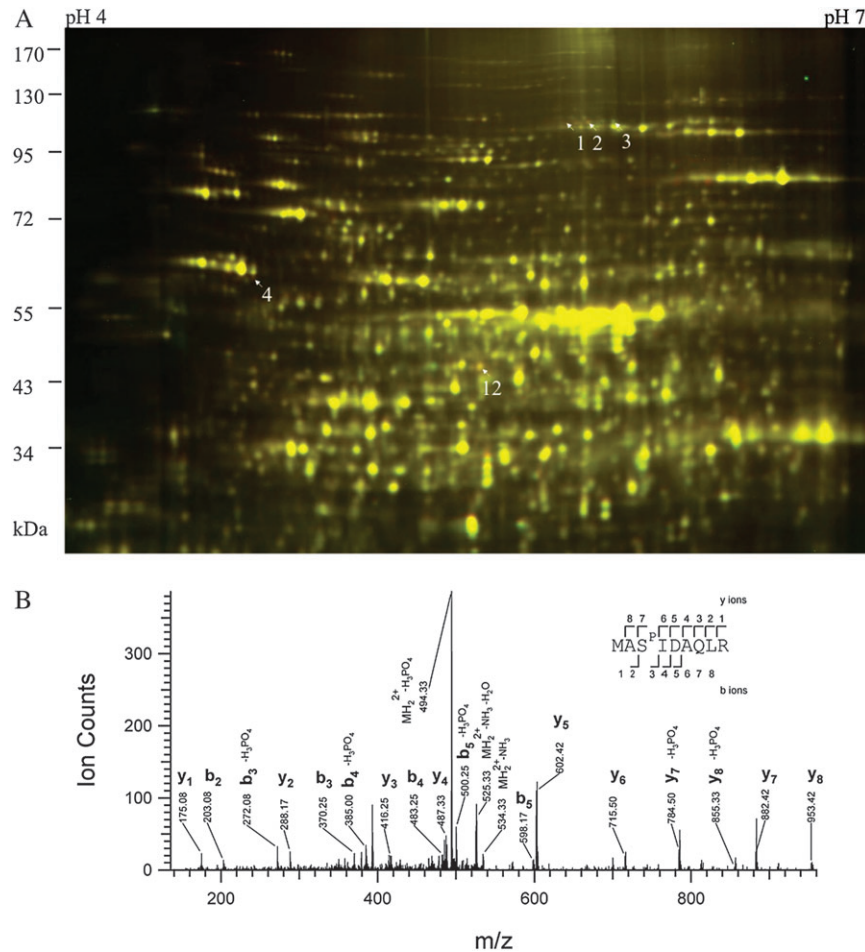 A
pH 4
pH 7
170
130
95
72
55
43
34
kDa
1
2
3
4
12
B
Ion Counts
300
200
100
0
200
400
600
800
m/z
y1
175.08
b2
203.08
b3 -H3PO4
272.08
y2
288.17
b3
370.25
b4 -H3PO4
385.00
y3
416.25
b4
483.25
y4
487.33
MH2 2+ -H3PO4
494.33
b5 -H3PO4
500.25
525.33 MH2 2+ -NH3 -H2O
534.33 MH2 2+ -NH3
b5
598.17
y5
602.42
y6
715.50
y7 -H3PO4
784.50
y8 -H3PO4
855.33
y7
882.42
y8
953.42
y ions
8 7 6 5 4 3 2 1
MASPIDAQLR
1 2 3 4 5 6 7 8
b ions